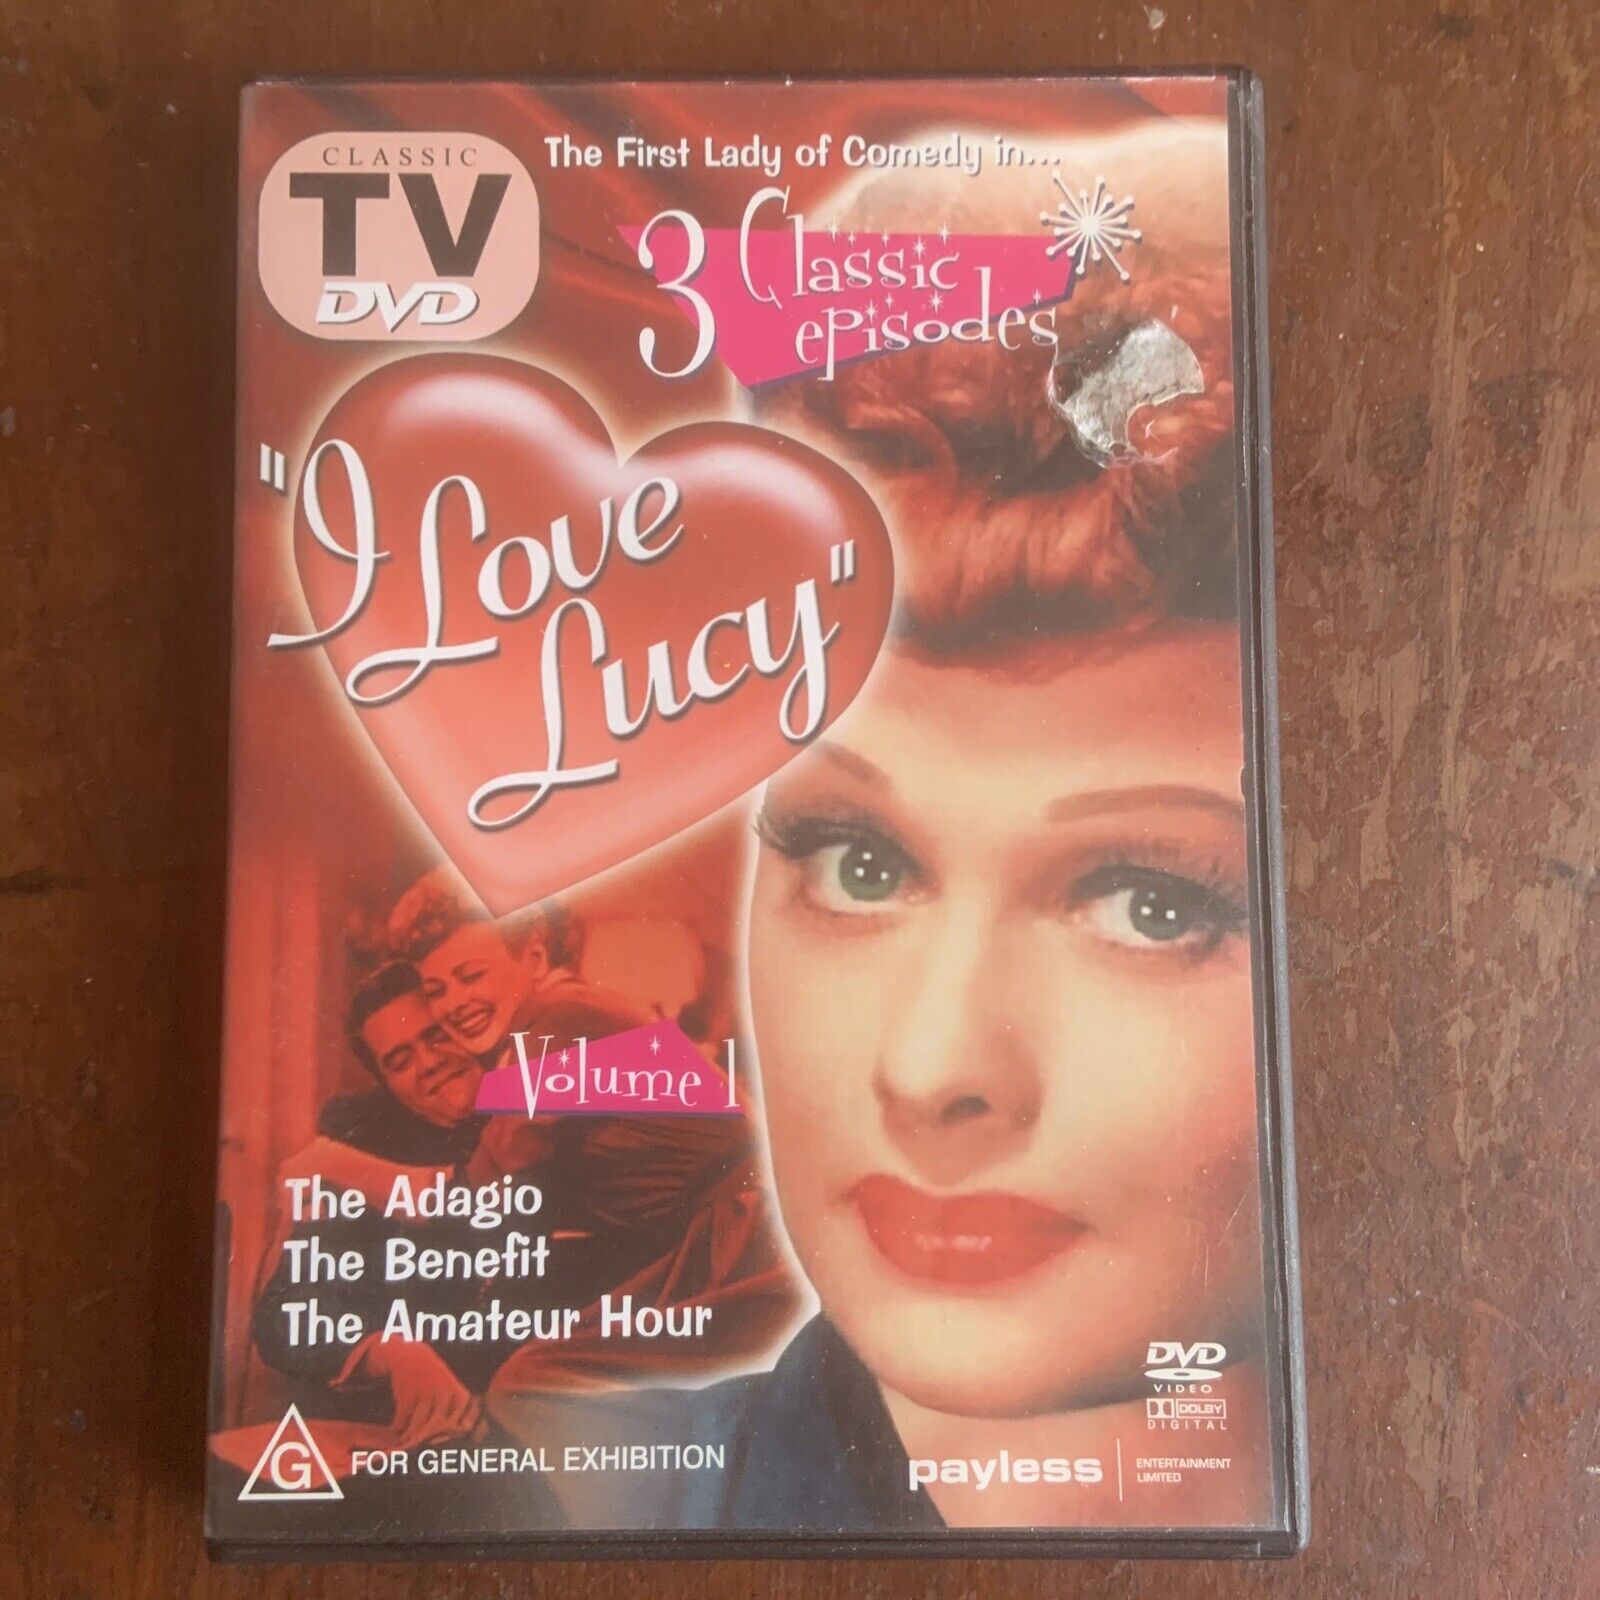 CLASSIC
TV
DVD
The First Lady of Comedy in...
3 Classic
episodes
"I Love
Lucy"
Volume 1
The Adagio
The Benefit
The Amateur Hour
G FOR GENERAL EXHIBITION
DVD
VIDEO
DOLBY
DIGITAL
payless
ENTERTAINMENT
LIMITED